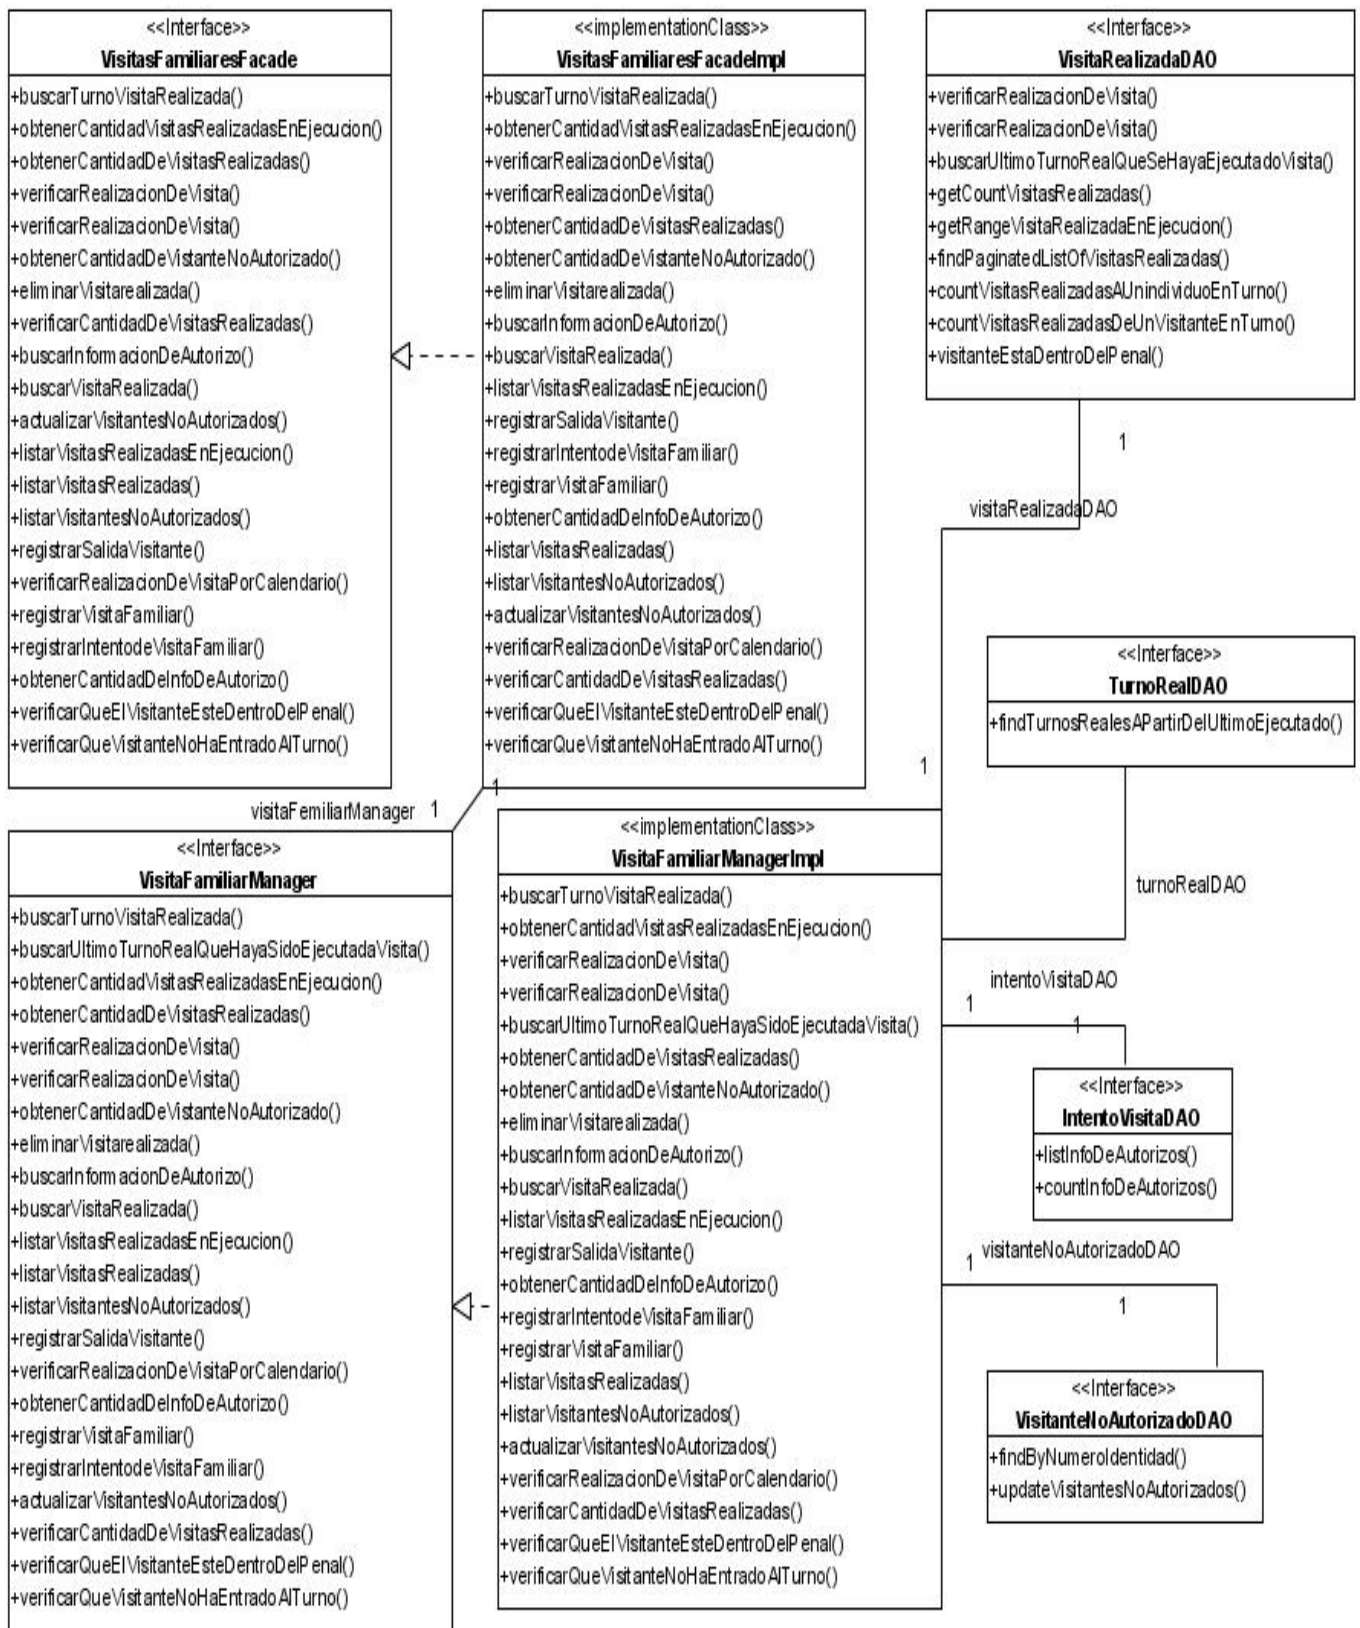 <<Interface>>
VisitasFamiliaresFacade
+buscarTurnoVisitaRealizada()
+obtenerCantidadVisitasRealizadasEnEjecucion()
+obtenerCantidadDeVisitasRealizadas()
+verificarRealizacionDeVisita()
+verificarRealizacionDeVisita()
+obtenerCantidadDeVistanteNoAutorizado()
+eliminarVisitarealizada()
+verificarCantidadDeVisitasRealizadas()
+buscarInformacionDeAutorizo()
+buscarVisitaRealizada()
+actualizarVisitantesNoAutorizados()
+listarVisitasRealizadasEnEjecucion()
+listarVisitasRealizadas()
+listarVisitantesNoAutorizados()
+registrarSalidaVisitante()
+verificarRealizacionDeVisitaPorCalendario()
+registrarVisitaFamiliar()
+registrarIntentodeVisitaFamiliar()
+obtenerCantidadDeInfoDeAutorizo()
+verificarQueElVisitanteEsteDentroDelPenal()
+verificarQueVisitanteNoHaEntradoAlTurno()
<<implementationClass>>
VisitasFamiliaresFacadeImpl
+buscarTurnoVisitaRealizada()
+obtenerCantidadVisitasRealizadasEnEjecucion()
+verificarRealizacionDeVisita()
+verificarRealizacionDeVisita()
+obtenerCantidadDeVisitasRealizadas()
+obtenerCantidadDeVistanteNoAutorizado()
+eliminarVisitarealizada()
+buscarInformacionDeAutorizo()
+buscarVisitaRealizada()
+listarVisitasRealizadasEnEjecucion()
+registrarSalidaVisitante()
+registrarIntentodeVisitaFamiliar()
+registrarVisitaFamiliar()
+obtenerCantidadDeInfoDeAutorizo()
+listarVisitasRealizadas()
+listarVisitantesNoAutorizados()
+actualizarVisitantesNoAutorizados()
+verificarRealizacionDeVisitaPorCalendario()
+verificarCantidadDeVisitasRealizadas()
+verificarQueElVisitanteEsteDentroDelPenal()
+verificarQueVisitanteNoHaEntradoAlTurno()
<<Interface>>
VisitaRealizadaDAO
+verificarRealizacionDeVisita()
+verificarRealizacionDeVisita()
+buscarUltimoTurnoRealQueSeHayaEjecutadoVisita()
+getCountVisitasRealizadas()
+getRangeVisitaRealizadaEnEjecucion()
+findPaginatedListOfVisitasRealizadas()
+countVisitasRealizadasAUnindividuoEnTurno()
+countVisitasRealizadasDeUnVisitanteEnTurno()
+visitanteEstaDentroDelPenal()
1
visitaRealizadaDAO
1
<<Interface>>
TurnoRealDAO
+findTurnosRealesAPartirDelUltimoEjecutado()
turnoRealDAO
visitaFemiliarManager 1
1
<<Interface>>
VisitaFamiliarManager
+buscarTurnoVisitaRealizada()
+buscarUltimoTurnoRealQueHayaSidoEjecutadaVisita()
+obtenerCantidadVisitasRealizadasEnEjecucion()
+obtenerCantidadDeVisitasRealizadas()
+verificarRealizacionDeVisita()
+verificarRealizacionDeVisita()
+obtenerCantidadDeVistanteNoAutorizado()
+eliminarVisitarealizada()
+buscarInformacionDeAutorizo()
+buscarVisitaRealizada()
+listarVisitasRealizadasEnEjecucion()
+listarVisitasRealizadas()
+listarVisitantesNoAutorizados()
+registrarSalidaVisitante()
+verificarRealizacionDeVisitaPorCalendario()
+obtenerCantidadDeInfoDeAutorizo()
+registrarVisitaFamiliar()
+registrarIntentodeVisitaFamiliar()
+actualizarVisitantesNoAutorizados()
+verificarCantidadDeVisitasRealizadas()
+verificarQueElVisitanteEsteDentroDelPenal()
+verificarQueVisitanteNoHaEntradoAlTurno()
<<implementationClass>>
VisitaFamiliarManagerImpl
+buscarTurnoVisitaRealizada()
+obtenerCantidadVisitasRealizadasEnEjecucion()
+verificarRealizacionDeVisita()
+verificarRealizacionDeVisita()
+buscarUltimoTurnoRealQueHayaSidoEjecutadaVisita()
+obtenerCantidadDeVisitasRealizadas()
+obtenerCantidadDeVistanteNoAutorizado()
+eliminarVisitarealizada()
+buscarInformacionDeAutorizo()
+buscarVisitaRealizada()
+listarVisitasRealizadasEnEjecucion()
+registrarSalidaVisitante()
+obtenerCantidadDeInfoDeAutorizo()
+registrarIntentodeVisitaFamiliar()
+registrarVisitaFamiliar()
+listarVisitasRealizadas()
+listarVisitantesNoAutorizados()
+actualizarVisitantesNoAutorizados()
+verificarRealizacionDeVisitaPorCalendario()
+verificarCantidadDeVisitasRealizadas()
+verificarQueElVisitanteEsteDentroDelPenal()
+verificarQueVisitanteNoHaEntradoAlTurno()
intentoVisitaDAO
1
1
<<Interface>>
IntentoVisitaDAO
+listInfoDeAutorizos()
+countInfoDeAutorizos()
visitanteNoAutorizadoDAO
1
1
<<Interface>>
VisitanteNoAutorizadoDAO
+findByNumeroIdentidad()
+updateVisitantesNoAutorizados()